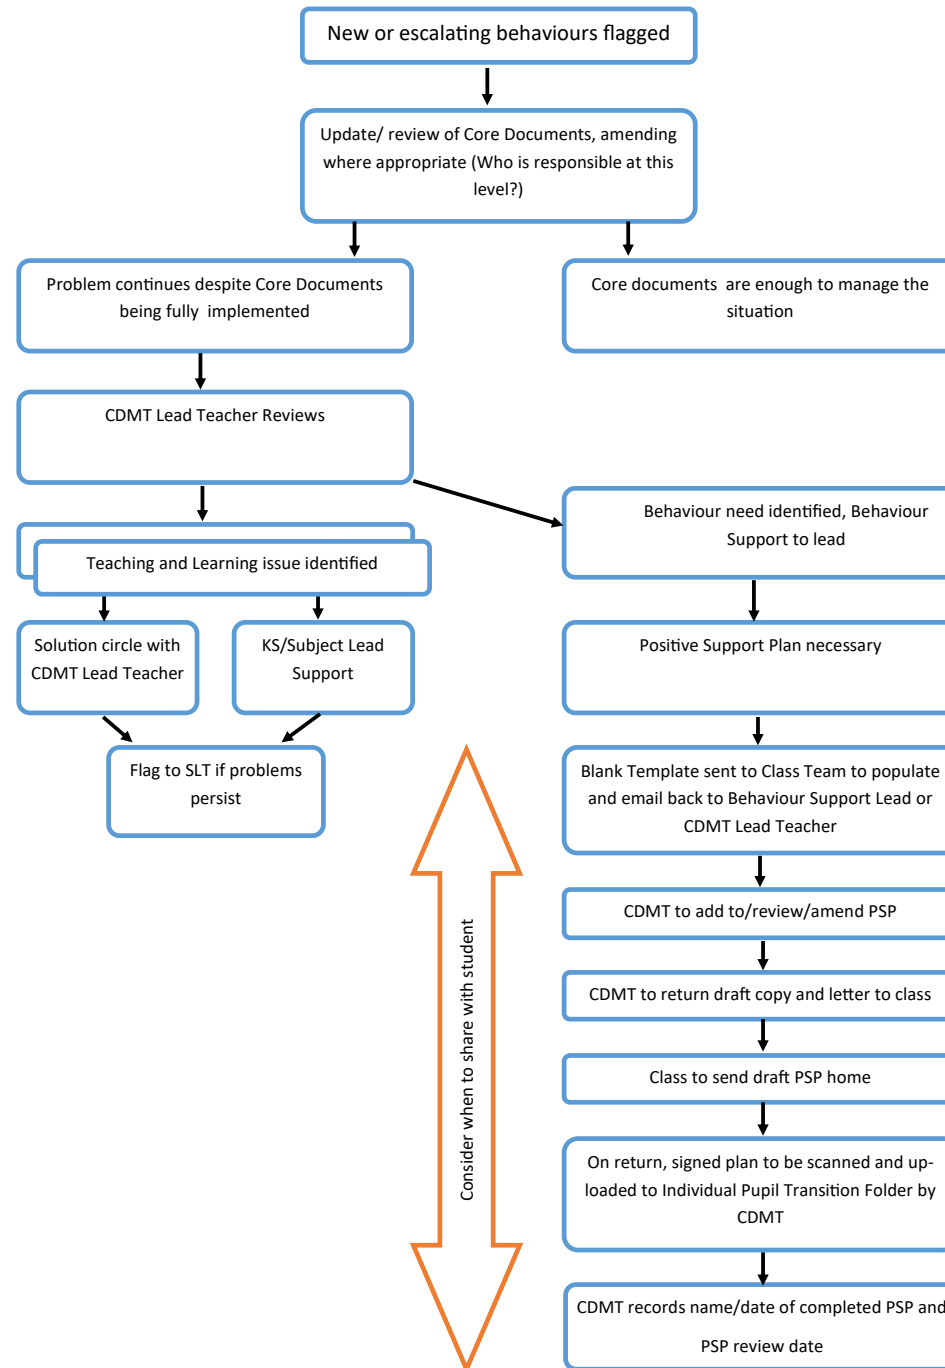 New or escalating behaviours flagged
Update/ review of Core Documents, amending
where appropriate (Who is responsible at this
level?)
Problem continues despite Core Documents
being fully  implemented
Core documents  are enough to manage the
situation
CDMT Lead Teacher Reviews
Behaviour need identified, Behaviour
Support to lead
Teaching and Learning issue identified
Solution circle with
CDMT Lead Teacher
KS/Subject Lead
Support
Positive Support Plan necessary
Flag to SLT if problems
persist
Blank Template sent to Class Team to populate
and email back to Behaviour Support Lead or
CDMT Lead Teacher
CDMT to add to/review/amend PSP
CDMT to return draft copy and letter to class
Class to send draft PSP home
Consider when to share with student
On return, signed plan to be scanned and up-
loaded to Individual Pupil Transition Folder by
CDMT
CDMT records name/date of completed PSP and
PSP review date